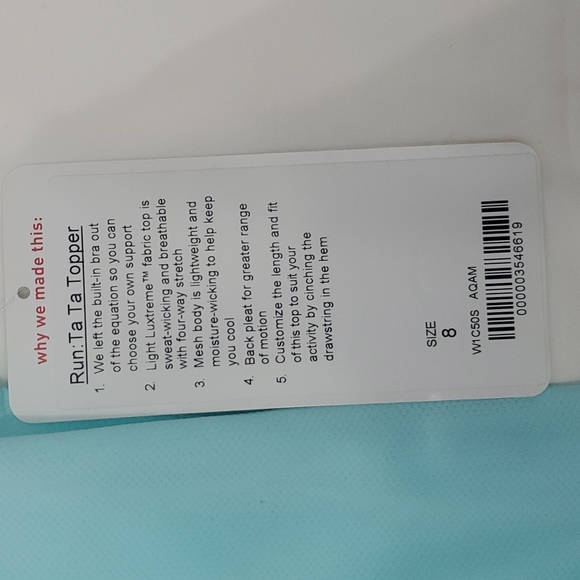 why we made this:
Run:Ta Ta Topper
1. We left the built-in bra out
of the equation so you can
choose your own support
2. Light Luxtreme™ fabric top is
sweat-wicking and breathable
with four-way stretch
3. Mesh body is lightweight and
moisture-wicking to help keep
you cool
4. Back pleat for greater range
of motion
5. Customize the length and fit
of this top to suit your
activity by clinching the
drawstring in the hem
SIZE
8
W1C50S AQAM
000003546619